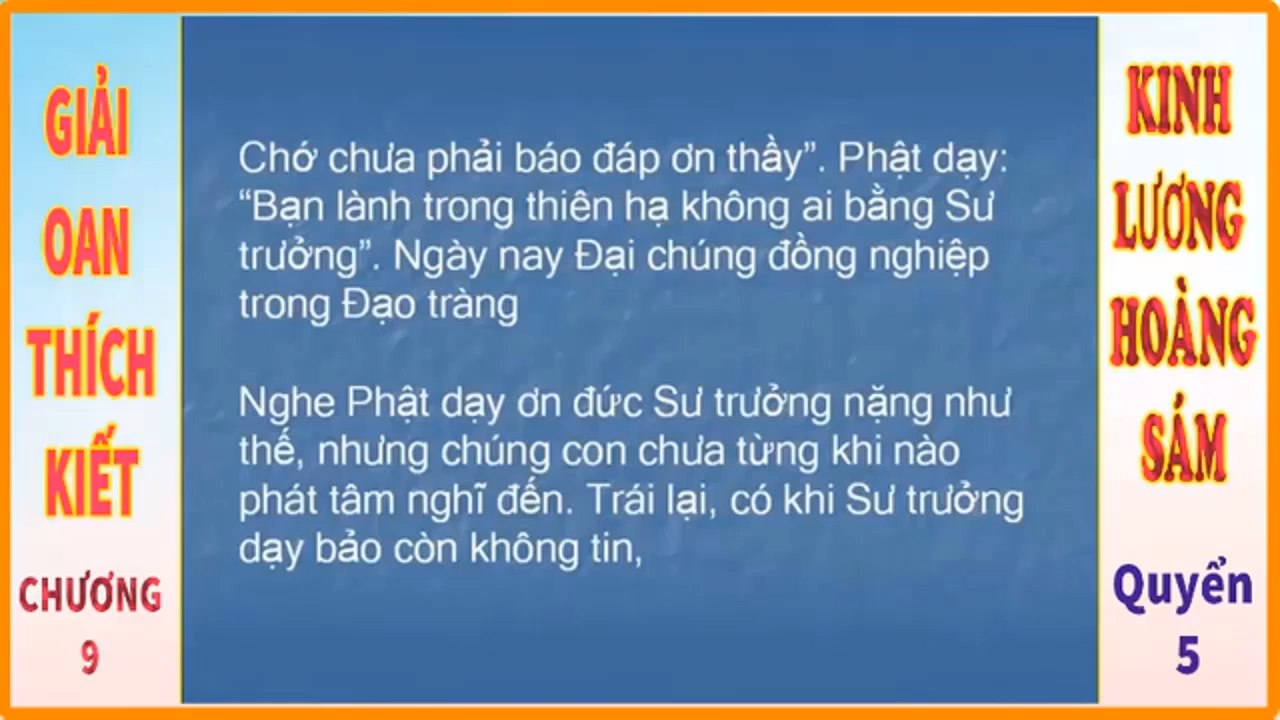 GIẢI
OAN
THÍCH
KIẾT
CHƯƠNG
9
Chớ chưa phải báo đáp ơn thầy”. Phật dạy:
“Bạn lành trong thiên hạ không ai bằng Sư
trưởng”. Ngày nay Đại chúng đồng nghiệp
trong Đạo tràng
Nghe Phật dạy ơn đức Sư trưởng nặng như
thế, nhưng chúng con chưa từng khi nào
phát tâm nghĩ đến. Trái lại, có khi Sư trưởng
dạy bảo còn không tin,
KINH
LƯƠNG
HOÀNG
SÁM
Quyển
5